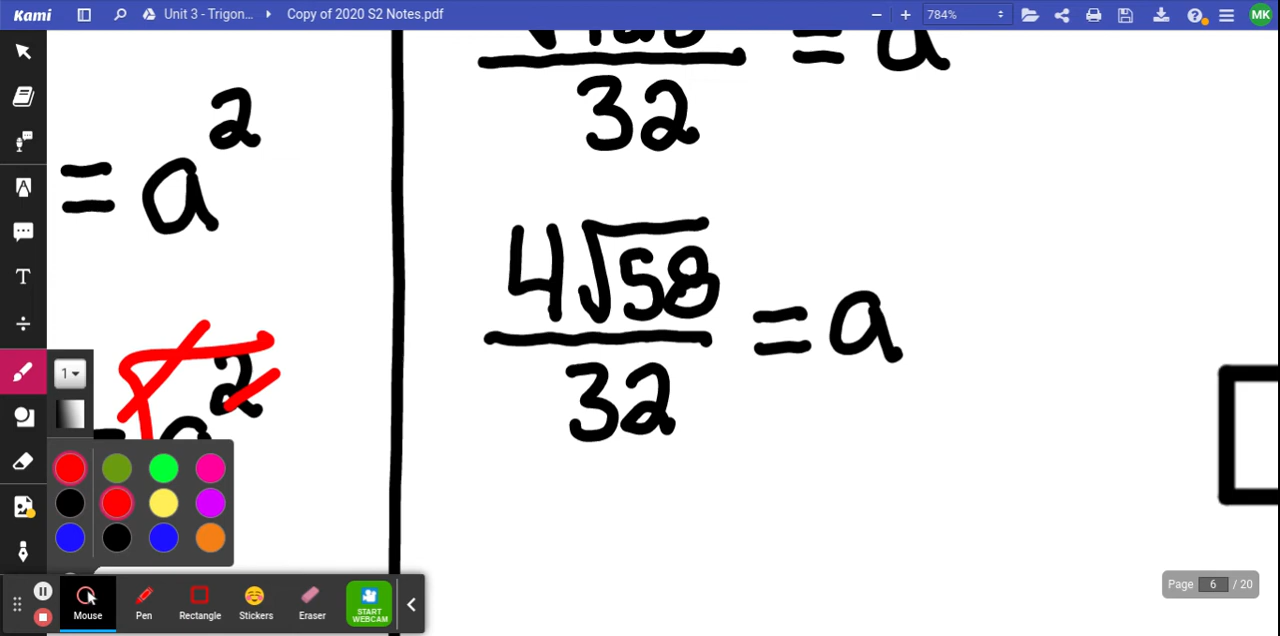 Kami Unit 3 - Trigon... Copy of 2020 S2 Notes.pdf 784% MK
= a
32
= a²
4√58
= a
32
2
1
Page 6 / 20
Mouse Pen Rectangle Stickers Eraser START WEBCAM